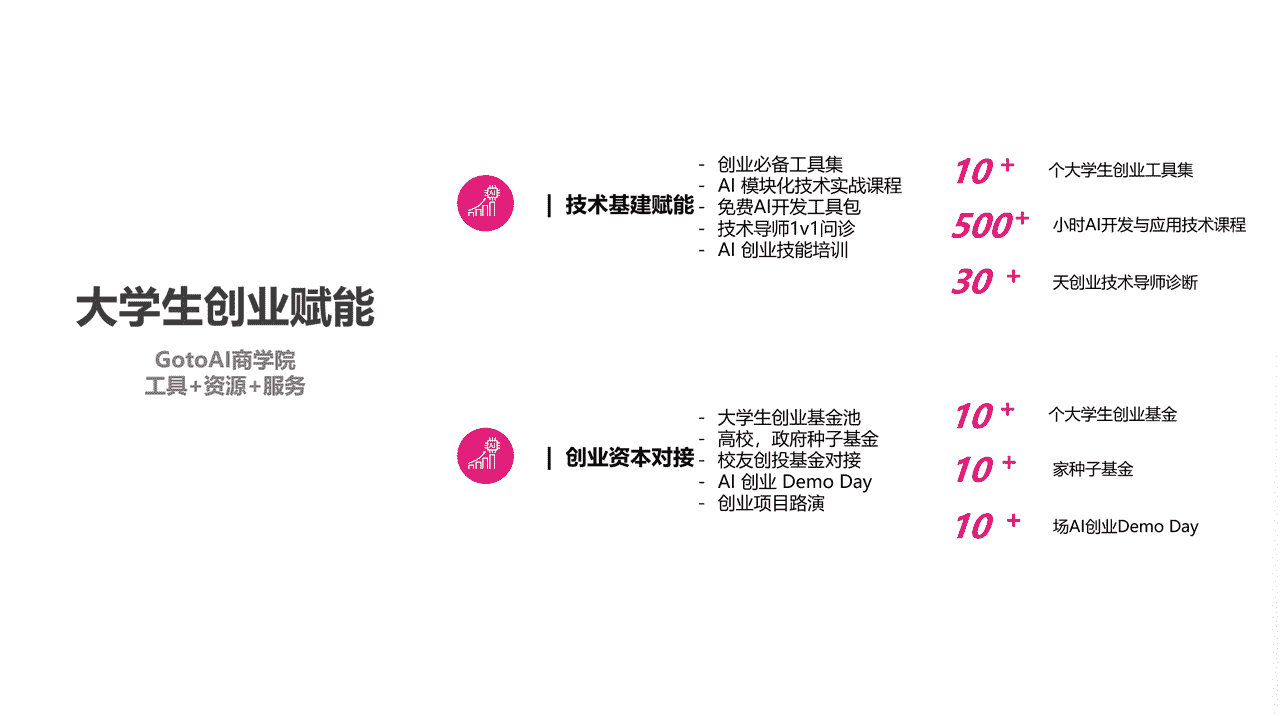 大学生创业赋能
GotoAI商学院
工具+资源+服务
| 技术基建赋能
- 创业必备工具集
- AI 模块化技术实战课程
- 免费AI开发工具包
- 技术导师1v1问诊
- AI 创业技能培训
10 + 个大学生创业工具集
500+ 小时AI开发与应用技术课程
30 + 天创业技术导师诊断
| 创业资本对接
- 大学生创业基金池
- 高校，政府种子基金
- 校友创投基金对接
- AI 创业 Demo Day
- 创业项目路演
10 + 个大学生创业基金
10 + 家种子基金
10 + 场AI创业Demo Day